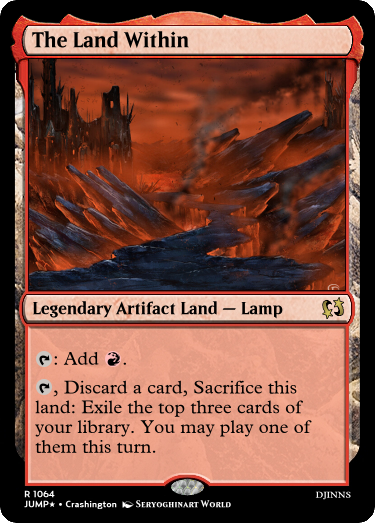 The Land Within
Legendary Artifact Land — Lamp
: Add .
, Discard a card, Sacrifice this
land: Exile the top three cards of
your library. You may play one of
them this turn.
R 1064
JUMP★ • Crashington SERYOGHINART WORLD
DJINNS